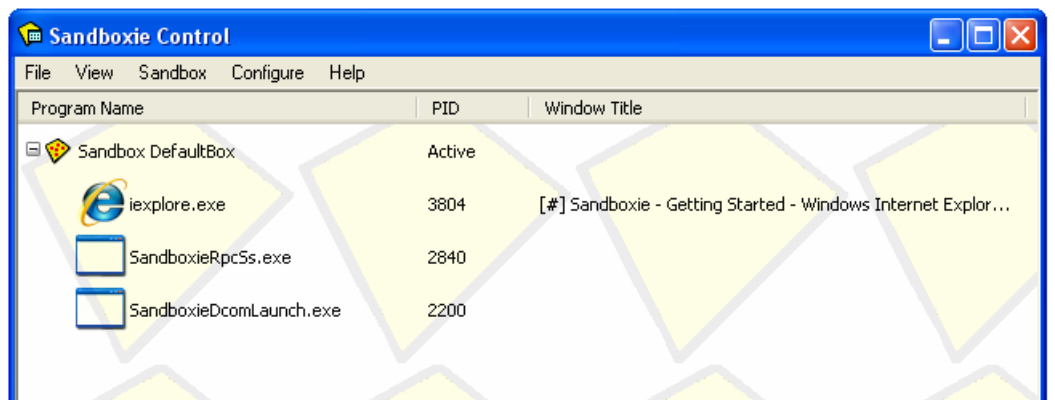 Sandboxie Control
File View Sandbox Configure Help
Program Name PID Window Title
Sandbox DefaultBox Active
iexplore.exe 3804 [#] Sandboxie - Getting Started - Windows Internet Explor...
SandboxieRpcSs.exe 2840
SandboxieDcomLaunch.exe 2200